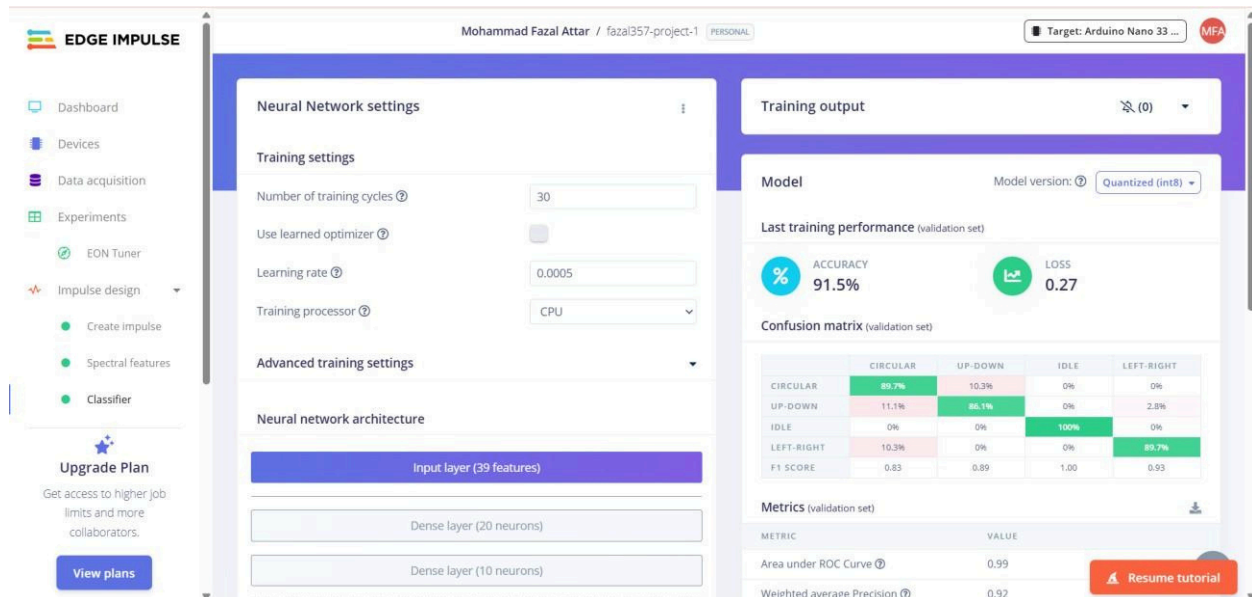 EDGE IMPULSE
Mohammad Fazal Attar / fazal357-project-1 PERSONAL
Target: Arduino Nano 33 ...
MFA
Dashboard
Devices
Data acquisition
Experiments
EON Tuner
Impulse design
Create impulse
Spectral features
Classifier
Upgrade Plan
Get access to higher job
limits and more
collaborators.
View plans
Neural Network settings
Training settings
Number of training cycles ? 30
Use learned optimizer ?
Learning rate ? 0.0005
Training processor ? CPU
Advanced training settings
Neural network architecture
Input layer (39 features)
Dense layer (20 neurons)
Dense layer (10 neurons)
Training output (0)
Model Model version: ? Quantized (int8)
Last training performance (validation set)
% ACCURACY
91.5%
LOSS
0.27
Confusion matrix (validation set)
CIRCULAR UP-DOWN IDLE LEFT-RIGHT
CIRCULAR 89.7% 10.3% 0% 0%
UP-DOWN 11.1% 86.1% 0% 2.8%
IDLE 0% 0% 100% 0%
LEFT-RIGHT 10.3% 0% 0% 89.7%
F1 SCORE 0.83 0.89 1.00 0.93
Metrics (validation set)
METRIC VALUE
Area under ROC Curve ? 0.99
Weighted average Precision ? 0.92
Resume tutorial